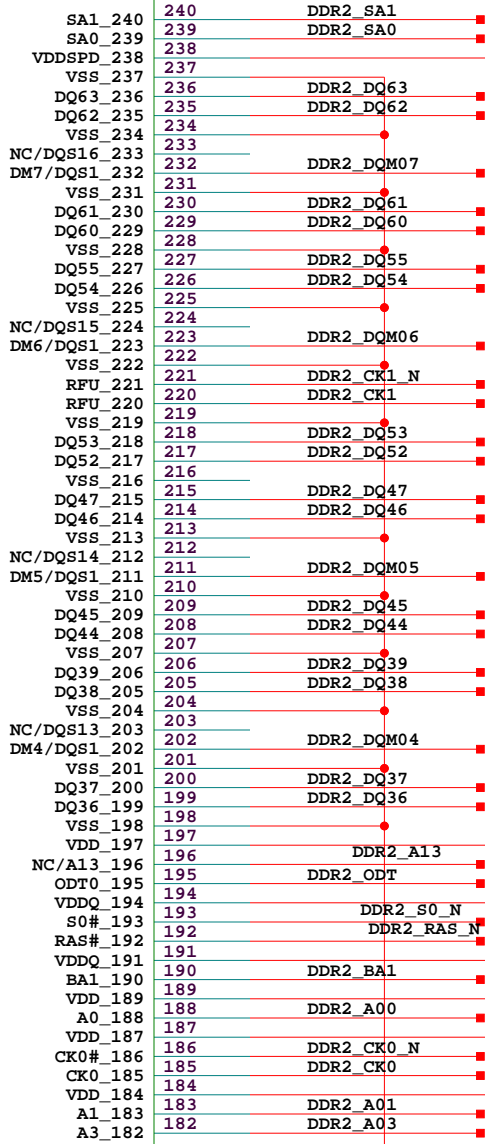 SA1_240 240 DDR2_SA1
SA0_239 239 DDR2_SA0
VDDSPD_238 238
VSS_237 237
DQ63_236 236 DDR2_DQ63
DQ62_235 235 DDR2_DQ62
VSS_234 234
NC/DQS16_233 233
DM7/DQS1_232 232 DDR2_DQM07
VSS_231 231
DQ61_230 230 DDR2_DQ61
DQ60_229 229 DDR2_DQ60
VSS_228 228
DQ55_227 227 DDR2_DQ55
DQ54_226 226 DDR2_DQ54
VSS_225 225
NC/DQS15_224 224
DM6/DQS1_223 223 DDR2_DQM06
VSS_222 222
RFU_221 221 DDR2_CK1_N
RFU_220 220 DDR2_CK1
VSS_219 219
DQ53_218 218 DDR2_DQ53
DQ52_217 217 DDR2_DQ52
VSS_216 216
DQ47_215 215 DDR2_DQ47
DQ46_214 214 DDR2_DQ46
VSS_213 213
NC/DQS14_212 212
DM5/DQS1_211 211 DDR2_DQM05
VSS_210 210
DQ45_209 209 DDR2_DQ45
DQ44_208 208 DDR2_DQ44
VSS_207 207
DQ39_206 206 DDR2_DQ39
DQ38_205 205 DDR2_DQ38
VSS_204 204
NC/DQS13_203 203
DM4/DQS1_202 202 DDR2_DQM04
VSS_201 201
DQ37_200 200 DDR2_DQ37
DQ36_199 199 DDR2_DQ36
VSS_198 198
VDD_197 197
NC/A13_196 196 DDR2_A13
ODT0_195 195 DDR2_ODT
VDDQ_194 194
S0#_193 193 DDR2_S0_N
RAS#_192 192 DDR2_RAS_N
VDDQ_191 191
BA1_190 190 DDR2_BA1
VDD_189 189
A0_188 188 DDR2_A00
VDD_187 187
CK0#_186 186 DDR2_CK0_N
CK0_185 185 DDR2_CK0
VDD_184 184
A1_183 183 DDR2_A01
A3_182 182 DDR2_A03